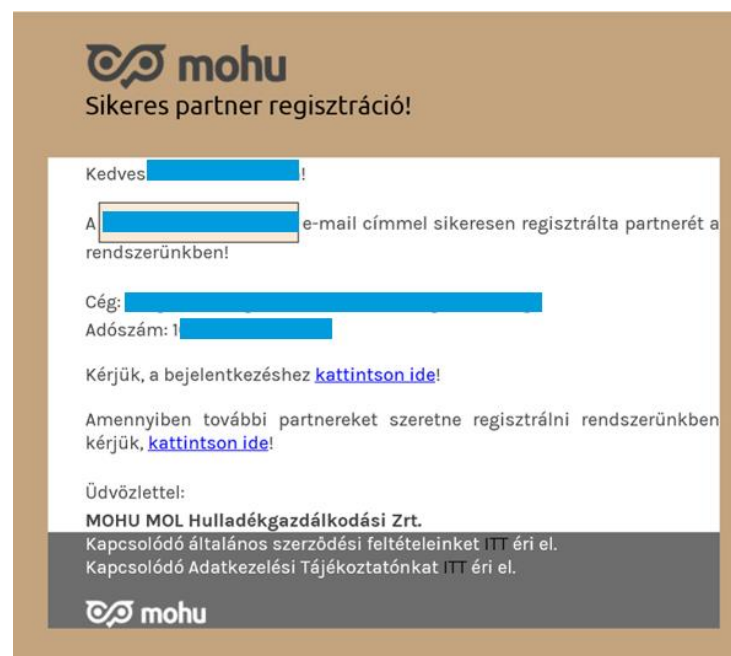 mohu
Sikeres partner regisztráció!
Kedves !
A e-mail címmel sikeresen regisztrálta partnerét a
rendszerünkben!
Cég:
Adószám: 1
Kérjük, a bejelentkezéshez kattintson ide!
Amennyiben további partnereket szeretne regisztrálni rendszerünkben
kérjük, kattintson ide!
Üdvözlettel:
MOHU MOL Hulladékgazdálkodási Zrt.
Kapcsolódó általános szerződési feltételeinket ITT éri el.
Kapcsolódó Adatkezelési Tájékoztatónkat ITT éri el.
mohu